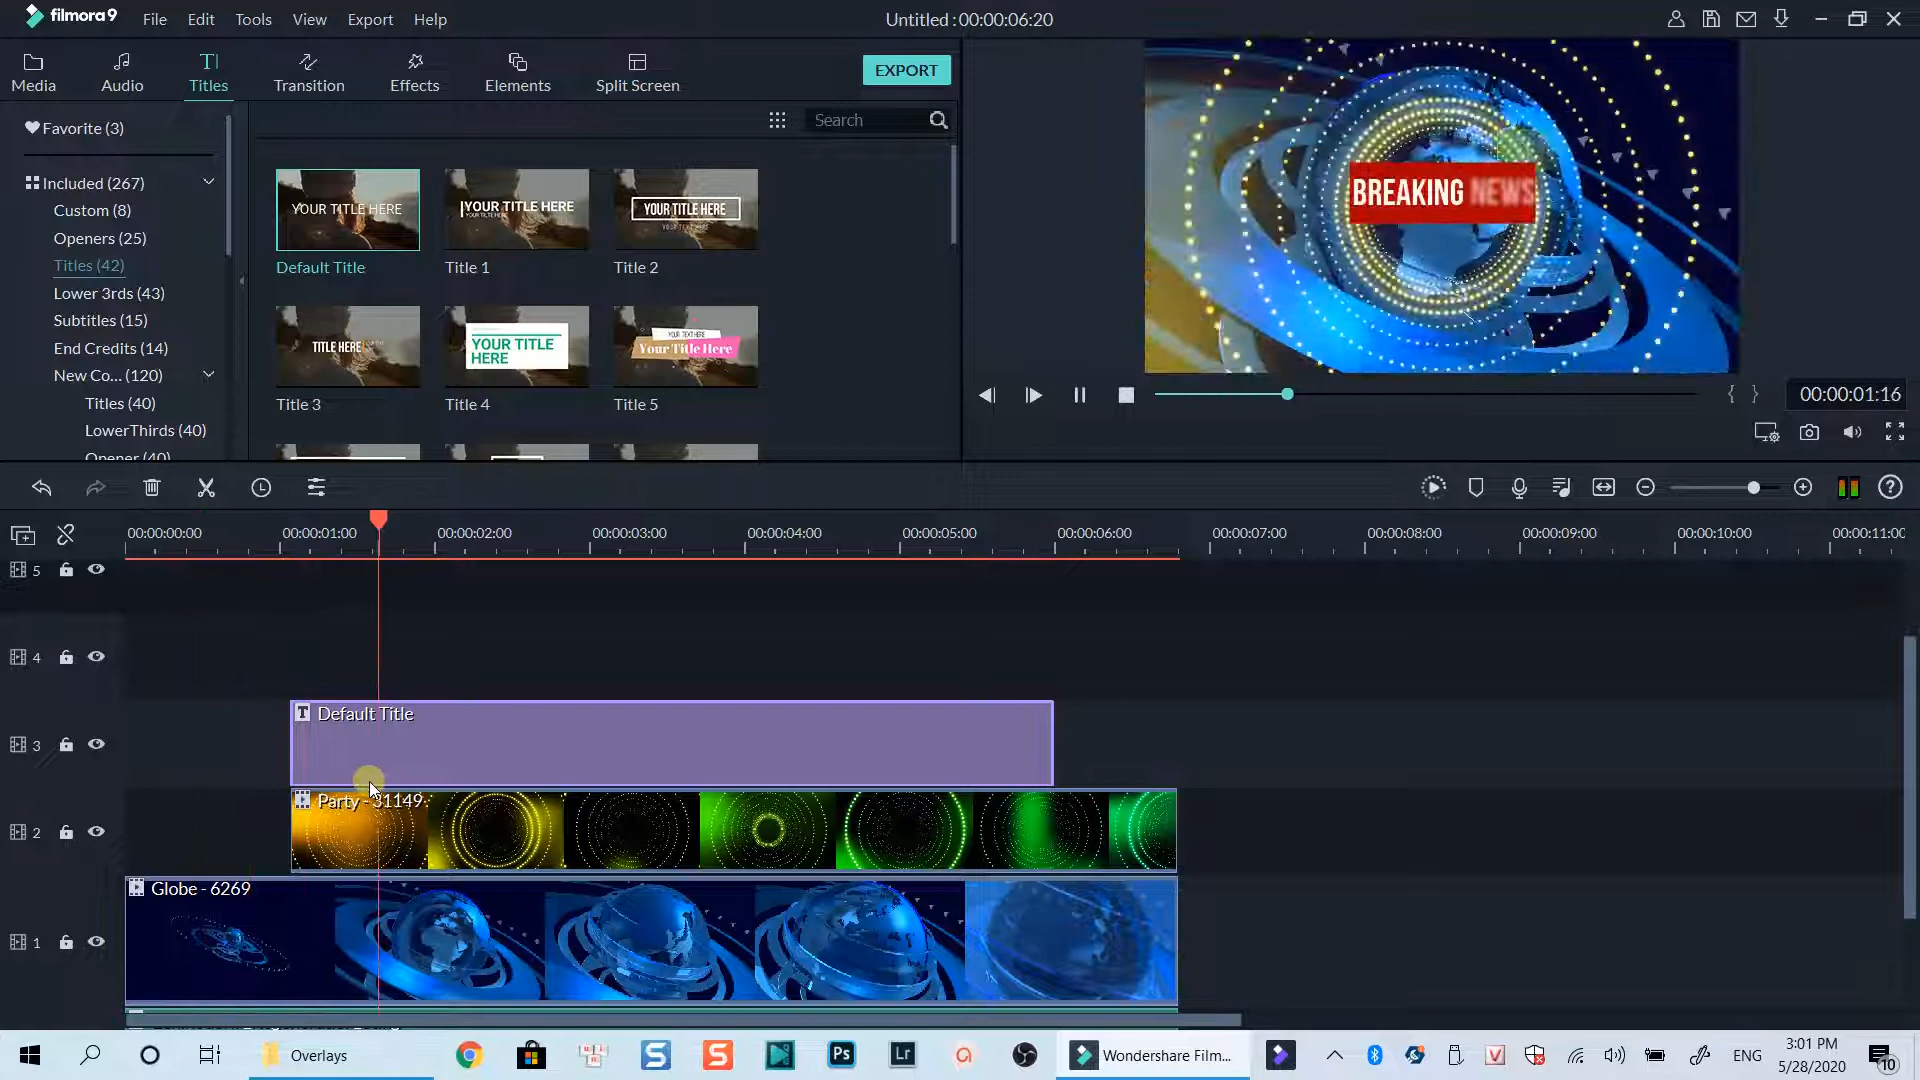 filmora9
File Edit Tools View Export Help
Untitled : 00:00:06:20
Media Audio Titles Transition Effects Elements Split Screen
EXPORT
Favorite (3)
Search
Included (267)
Custom (8)
Openers (25)
Titles (42)
Lower 3rds (43)
Subtitles (15)
End Credits (14)
New Co... (120)
Titles (40)
LowerThirds (40)
Opener (40)
YOUR TITLE HERE
Default Title
YOUR TITLE HERE
Title 1
YOUR TITLE HERE
Title 2
TITLE HERE
Title 3
YOUR TITLE
HERE
Title 4
YOUR TEXT HERE
Your Title Here
Title 5
BREAKING NEWS
00:00:01:16
00:00:00:00 00:00:01:00 00:00:02:00 00:00:03:00 00:00:04:00 00:00:05:00 00:00:06:00 00:00:07:00 00:00:08:00 00:00:09:00 00:00:10:00 00:00:11:00
5
4
3
Default Title
2
Party - 31149
1
Globe - 6269
Overlays
Ps
Lr
Wondershare Film...
ENG
3:01 PM
5/28/2020
10